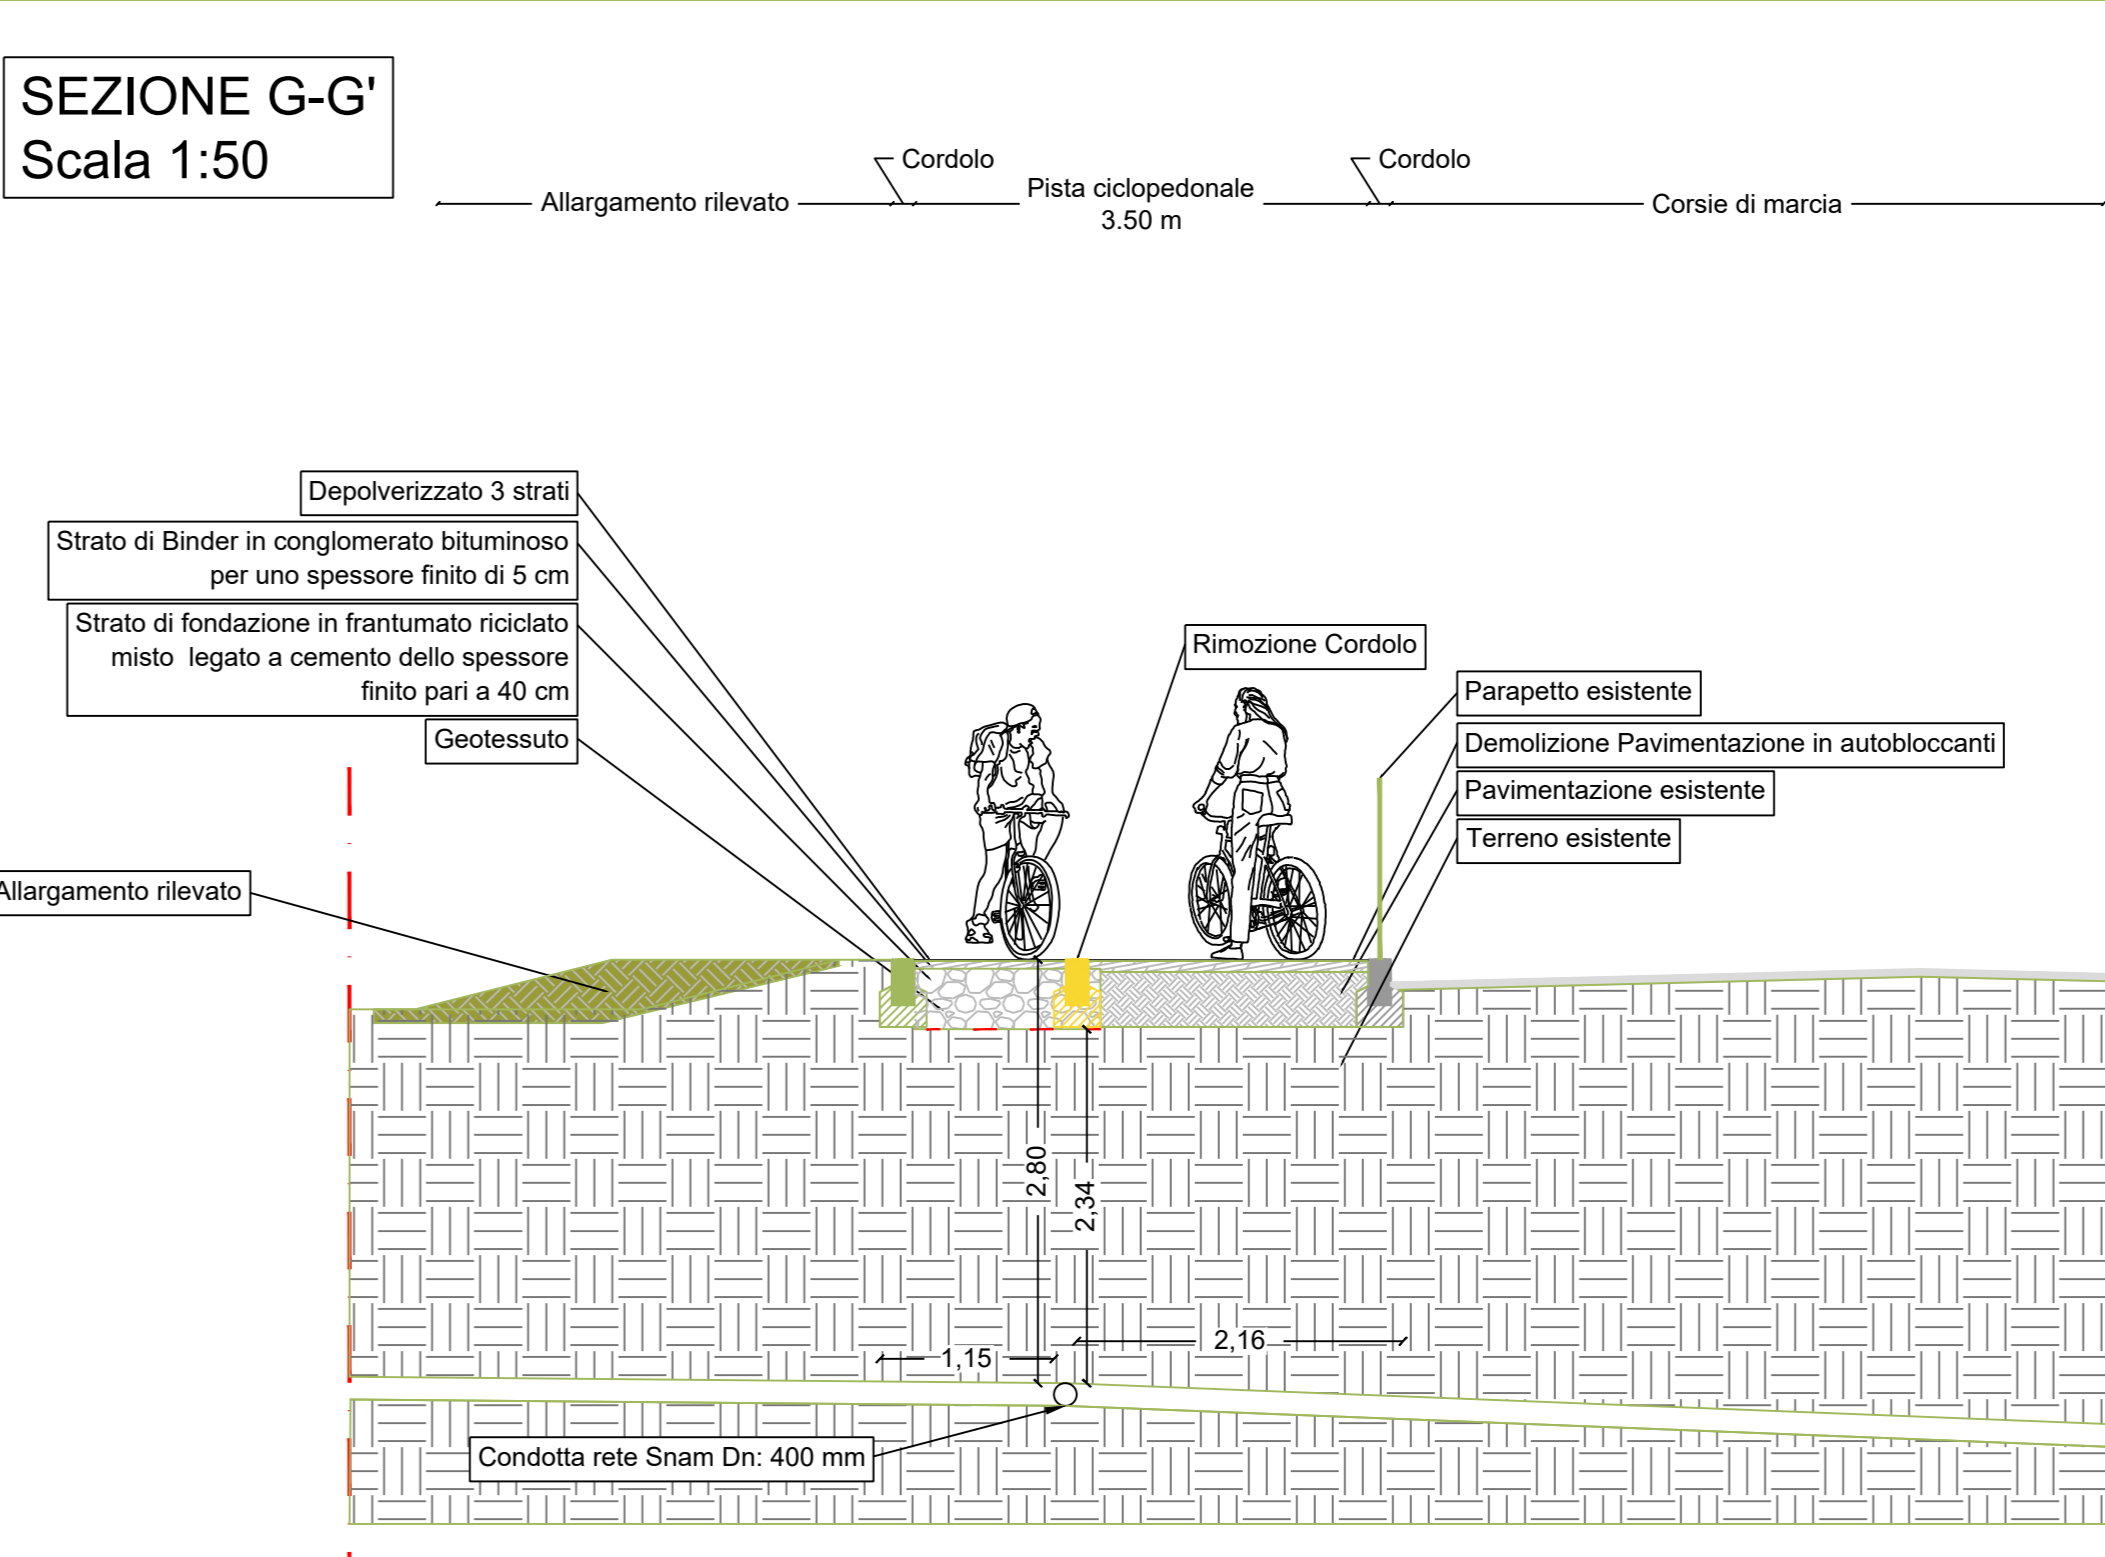 SEZIONE G-G'
Scala 1:50
Cordolo
Cordolo
Allargamento rilevato
Pista ciclopedonale
3.50 m
Corsie di marcia
Depolverizzato 3 strati
Strato di Binder in conglomerato bituminoso
per uno spessore finito di 5 cm
Strato di fondazione in frantumato riciclato
misto legato a cemento dello spessore
finito pari a 40 cm
Geotessuto
Rimozione Cordolo
Parapetto esistente
Demolizione Pavimentazione in autobloccanti
Pavimentazione esistente
Terreno esistente
Allargamento rilevato
2,80
2,34
1,15
2,16
Condotta rete Snam Dn: 400 mm